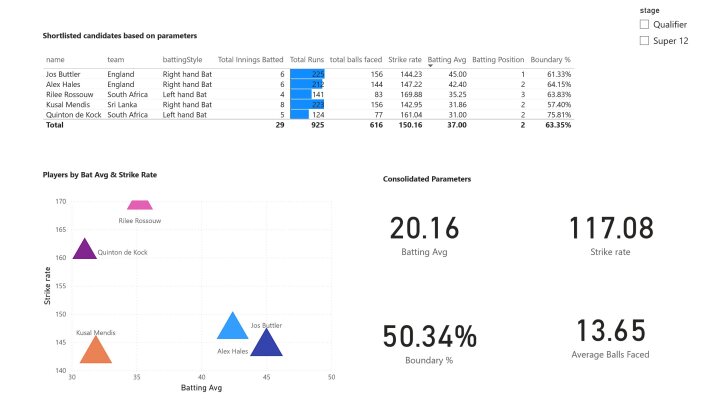 stage
Qualifier
Super 12
Shortlisted candidates based on parameters
name team battingStyle Total Innings Batted Total Runs total balls faced Strike rate Batting Avg Batting Position Boundary %
Jos Buttler England Right hand Bat 6 225 156 144.23 45.00 1 61.33%
Alex Hales England Right hand Bat 6 212 144 147.22 42.40 2 64.15%
Rilee Rossouw South Africa Left hand Bat 4 141 83 169.88 35.25 3 63.83%
Kusal Mendis Sri Lanka Right hand Bat 8 223 156 142.95 31.86 2 57.40%
Quinton de Kock South Africa Left hand Bat 5 124 77 161.04 31.00 2 75.81%
Total 29 925 616 150.16 37.00 2 63.35%
Players by Bat Avg & Strike Rate
Strike rate
170
165
160
155
150
145
140
Rilee Rossouw
Quinton de Kock
Kusal Mendis
Jos Buttler
Alex Hales
30 35 40 45 50
Batting Avg
Consolidated Parameters
20.16
Batting Avg
117.08
Strike rate
50.34%
Boundary %
13.65
Average Balls Faced